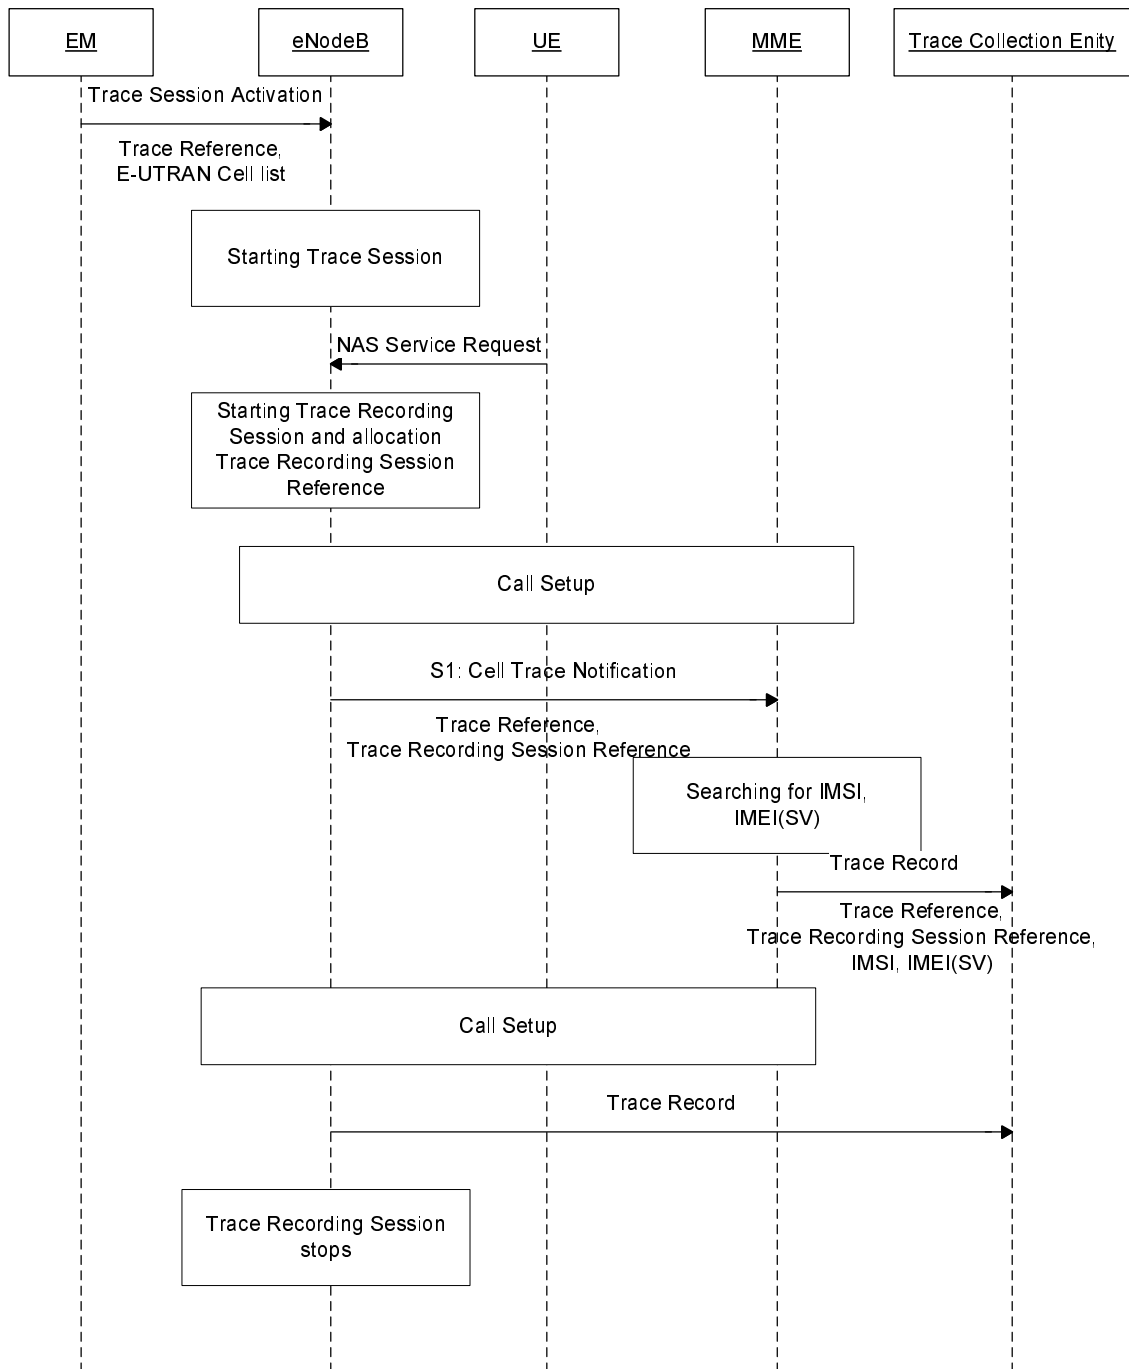 EM
eNodeB
UE
MME
Trace Collection Enity
Trace Session Activation
Trace Reference,
E-UTRAN Cell list
Starting Trace Session
NAS Service Request
Starting Trace Recording
Session and allocation
Trace Recording Session
Reference
Call Setup
S1: Cell Trace Notification
Trace Reference,
Trace Recording Session Reference
Searching for IMSI,
IMEI(SV)
Trace Record
Trace Reference,
Trace Recording Session Reference,
IMSI, IMEI(SV)
Call Setup
Trace Record
Trace Recording Session
stops